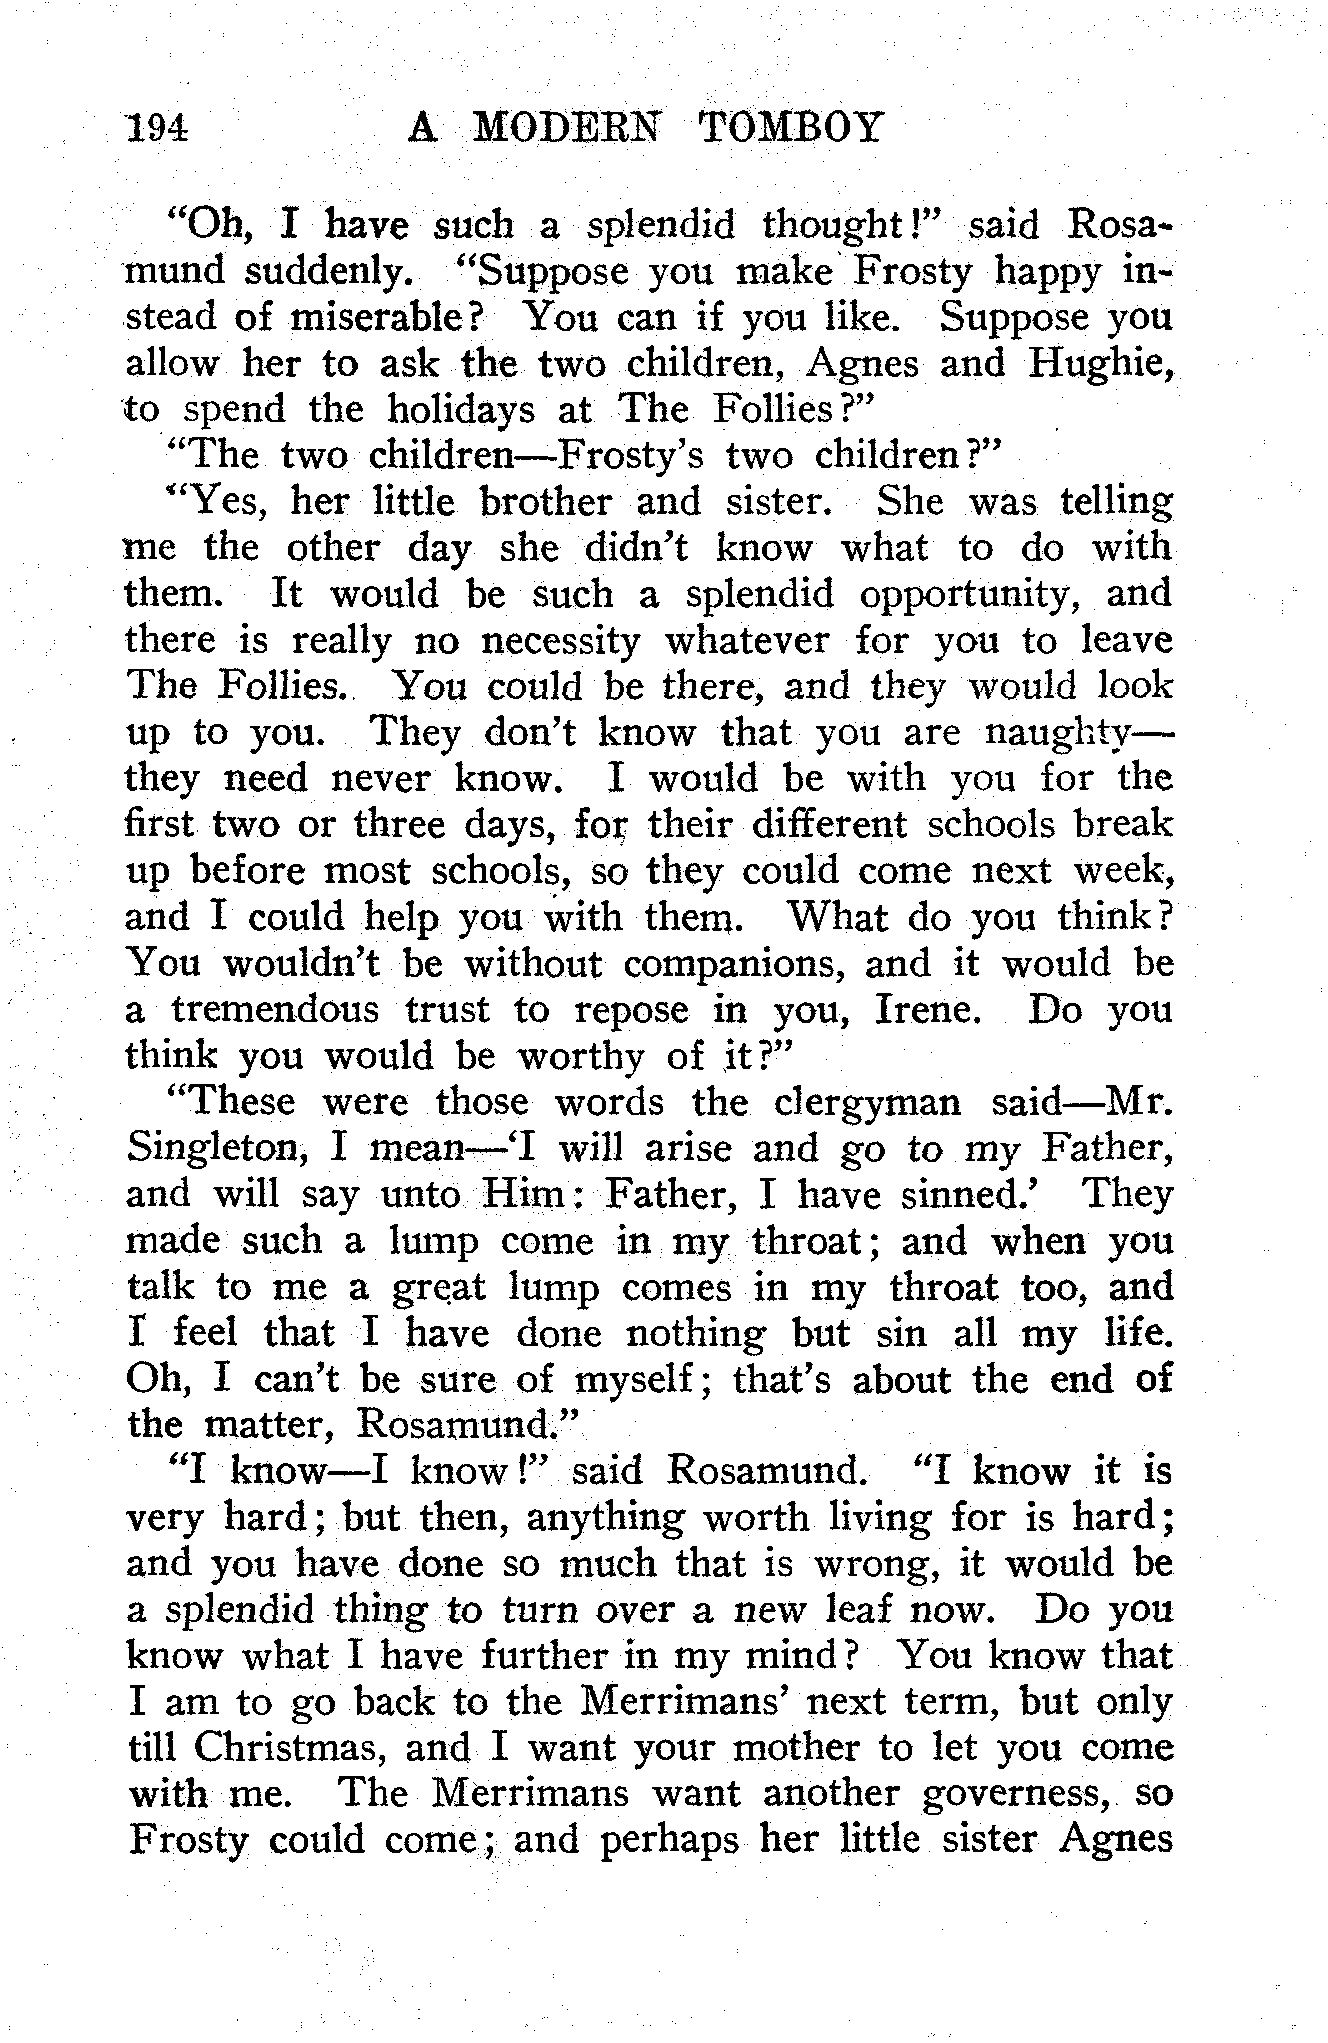 194 A MODERN TOMBOY
"Oh, I have such a splendid thought!" said Rosa-
mund suddenly. "Suppose you make Frosty happy in-
stead of miserable? You can if you like. Suppose you
allow her to ask the two children, Agnes and Hughie,
to spend the holidays at The Follies?"
"The two children—Frosty's two children?"
"Yes, her little brother and sister. She was telling
me the other day she didn't know what to do with
them. It would be such a splendid opportunity, and
there is really no necessity whatever for you to leave
The Follies. You could be there, and they would look
up to you. They don't know that you are naughty—
they need never know. I would be with you for the
first two or three days, for their different schools break
up before most schools, so they could come next week,
and I could help you with them. What do you think?
You wouldn't be without companions, and it would be
a tremendous trust to repose in you, Irene. Do you
think you would be worthy of it?"
"These were those words the clergyman said—Mr.
Singleton, I mean—'I will arise and go to my Father,
and will say unto Him: Father, I have sinned.' They
made such a lump come in my throat; and when you
talk to me a great lump comes in my throat too, and
I feel that I have done nothing but sin all my life.
Oh, I can't be sure of myself; that's about the end of
the matter, Rosamund."
"I know—I know!" said Rosamund. "I know it is
very hard; but then, anything worth living for is hard;
and you have done so much that is wrong, it would be
a splendid thing to turn over a new leaf now. Do you
know what I have further in my mind? You know that
I am to go back to the Merrimans' next term, but only
till Christmas, and I want your mother to let you come
with me. The Merrimans want another governess, so
Frosty could come; and perhaps her little sister Agnes